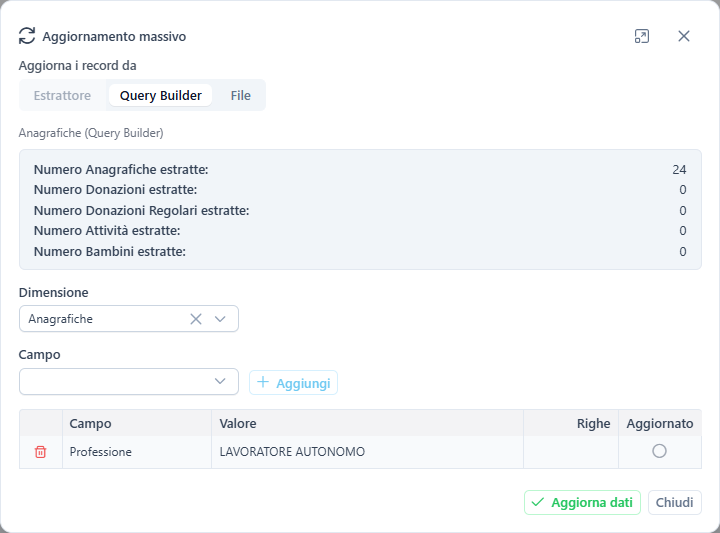 Aggiornamento massivo
Aggiorna i record da
Estrattore Query Builder File
Anagrafiche (Query Builder)
Numero Anagrafiche estratte: 24
Numero Donazioni estratte: 0
Numero Donazioni Regolari estratte: 0
Numero Attività estratte: 0
Numero Bambini estratte: 0
Dimensione
Anagrafiche
Campo
Aggiungi
Campo Valore Righe Aggiornato
Professione LAVORATORE AUTONOMO
Aggiorna dati Chiudi